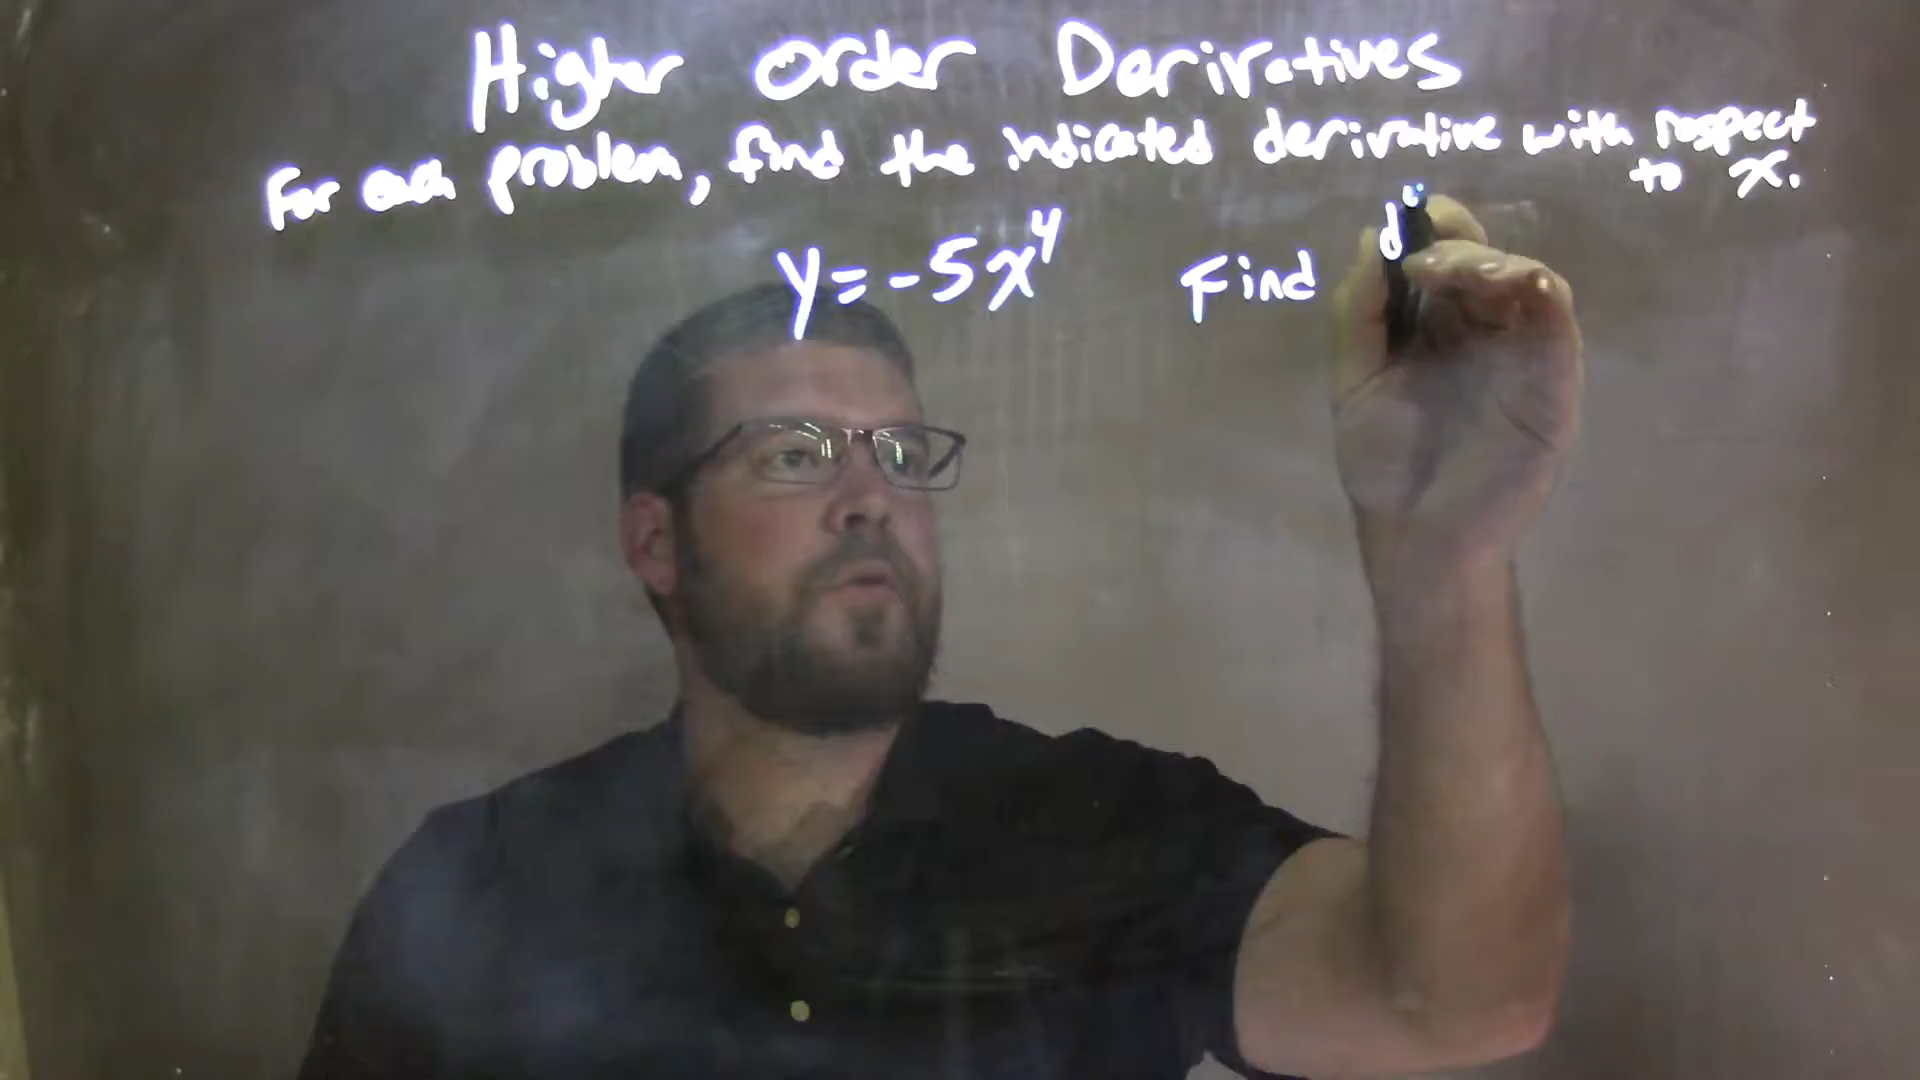 Higher Order Derivatives
For each problem, find the indicated derivative with respect
to x.
y=-5x⁴ Find d